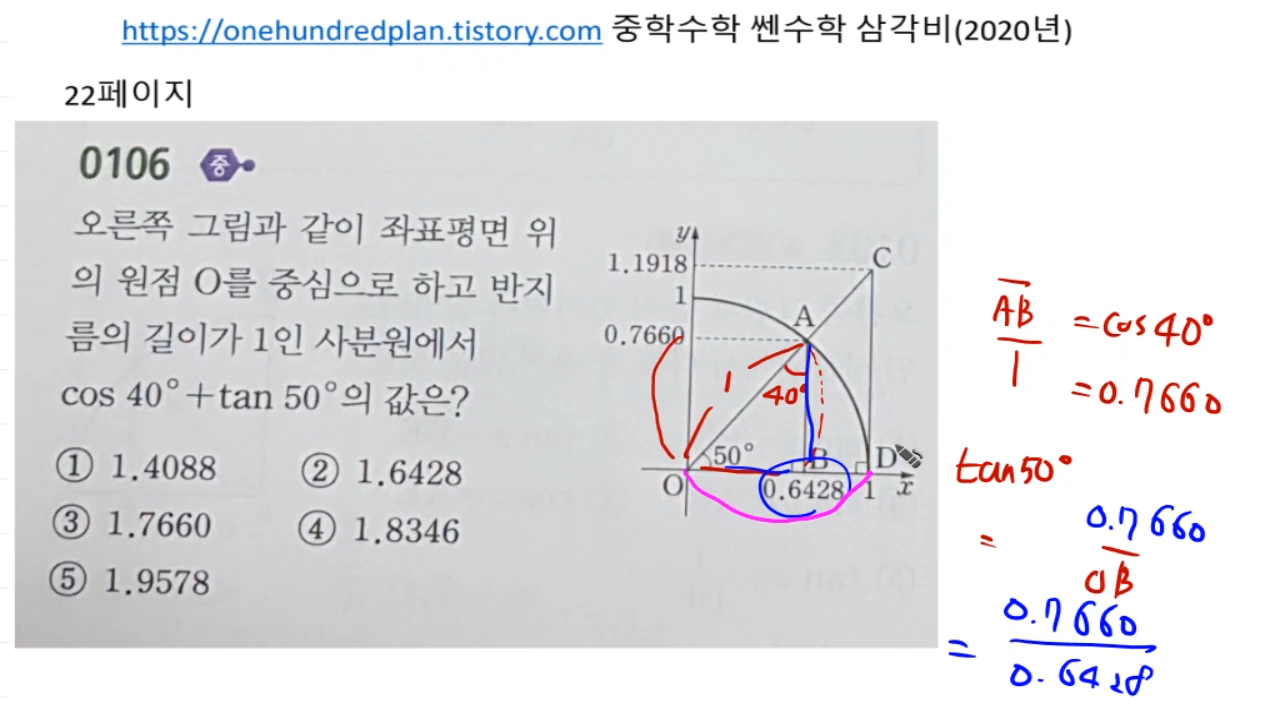 https://onehundredplan.tistory.com 중학수학 쎈수학 삼각비(2020년)
22페이지
0106 중
오른쪽 그림과 같이 좌표평면 위
의 원점 O를 중심으로 하고 반지
름의 길이가 1인 사분원에서
cos 40°+tan 50°의 값은?
① 1.4088 ② 1.6428
③ 1.7660 ④ 1.8346
⑤ 1.9578
y
1.1918 C
1 A
0.7660
1 40°
50° B D
O 0.6428 1 x
AB/1 = cos 40°
= 0.7660
tan 50°
= 0.7660/OB
= 0.7660/0.6428